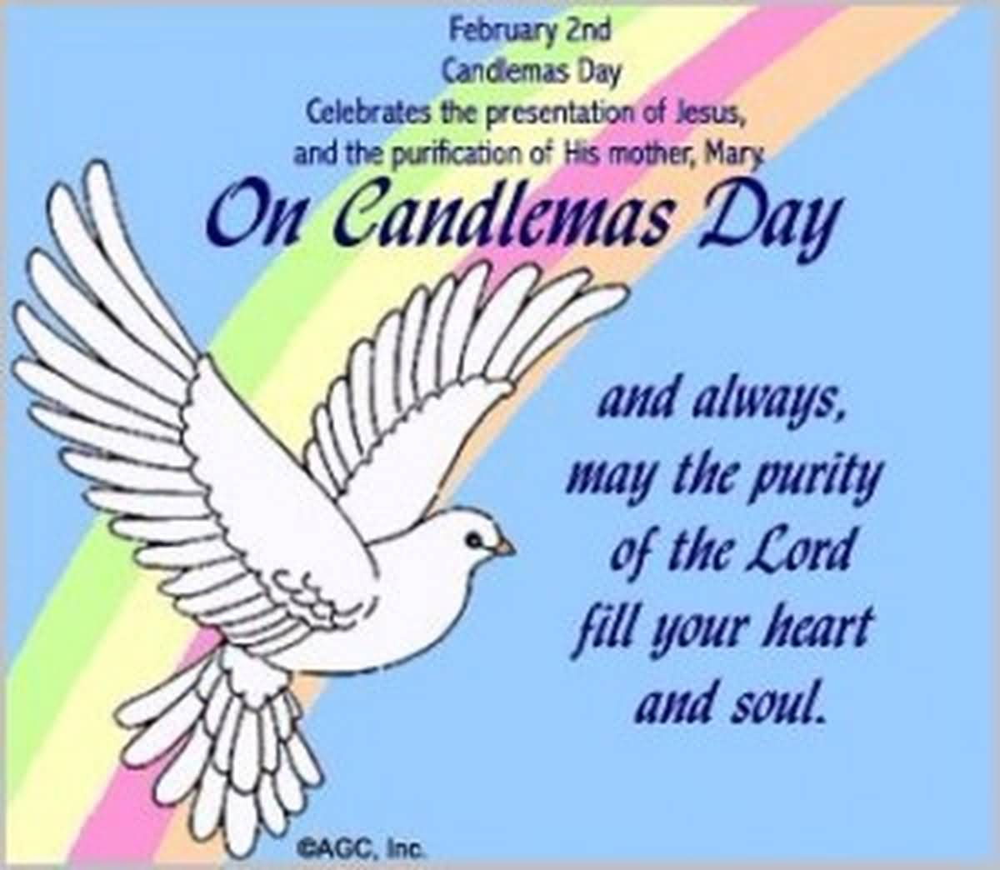 February 2nd
Candlemas Day
Celebrates the presentation of Jesus,
and the purification of His mother, Mary.
On Candlemas Day
and always,
may the purity
of the Lord
fill your heart
and soul.
©AGC, Inc.